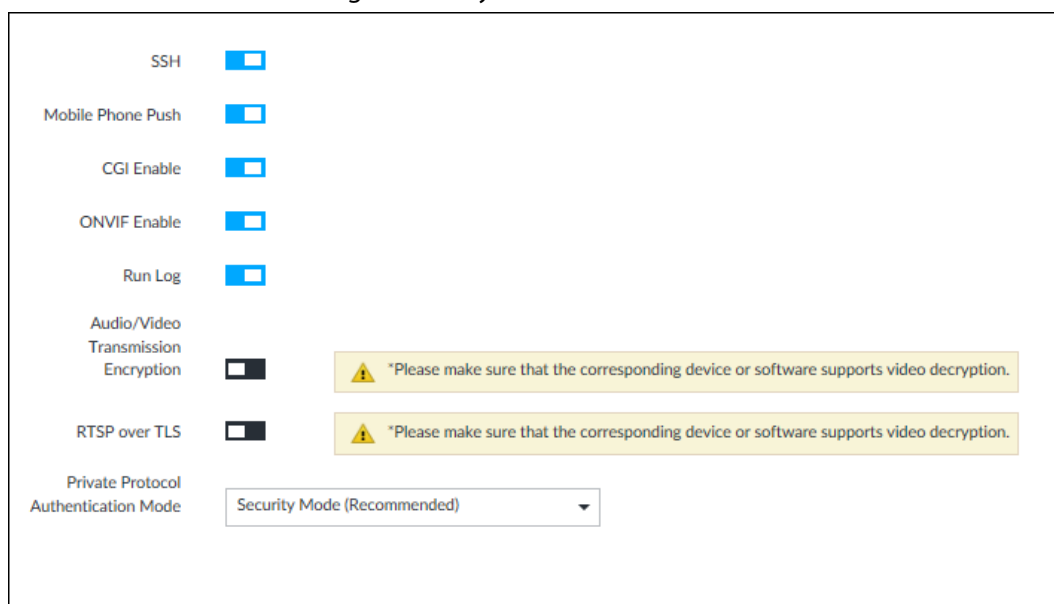 SSH
Mobile Phone Push
CGI Enable
ONVIF Enable
Run Log
Audio/Video
Transmission
Encryption
*Please make sure that the corresponding device or software supports video decryption.
RTSP over TLS
*Please make sure that the corresponding device or software supports video decryption.
Private Protocol
Authentication Mode
Security Mode (Recommended)